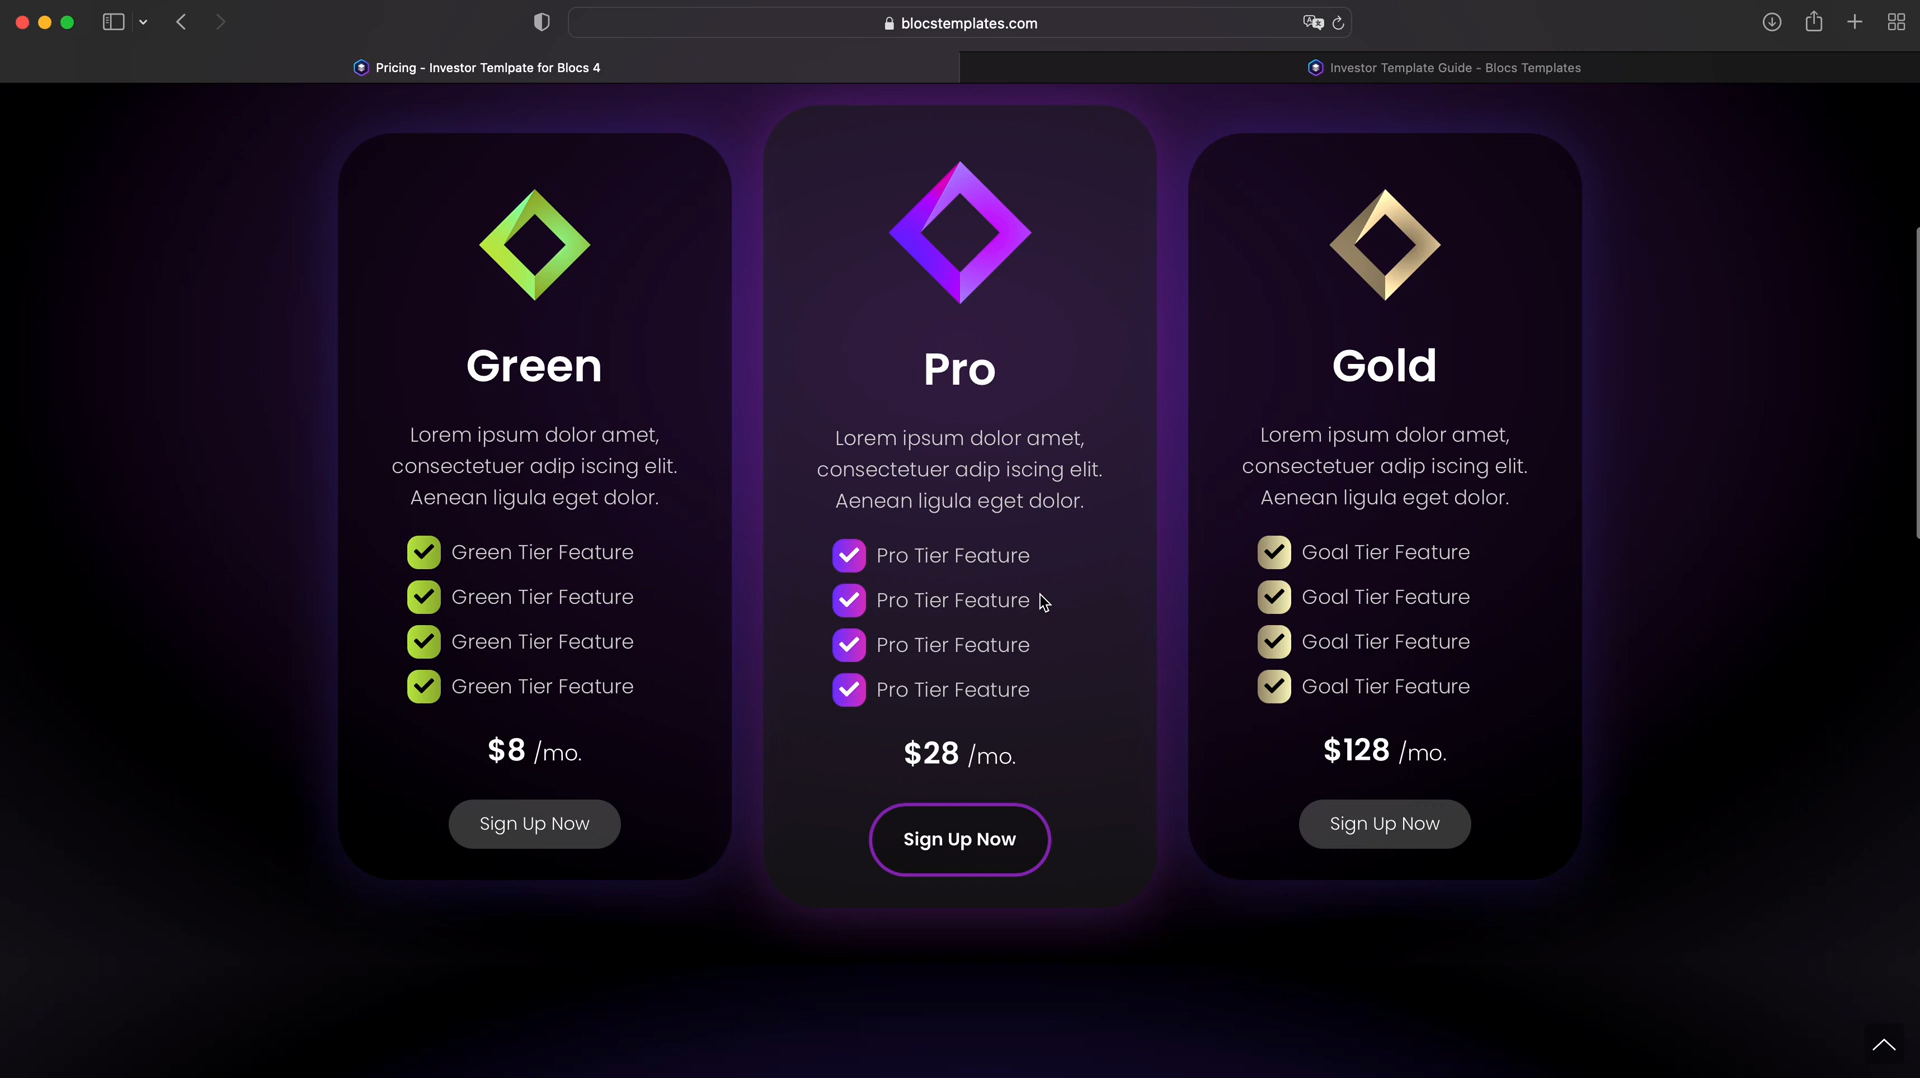 blocstemplates.com
Pricing - Investor Temlpate for Blocs 4
Investor Template Guide - Blocs Templates
Green
Lorem ipsum dolor amet,
consectetuer adip iscing elit.
Aenean ligula eget dolor.
Green Tier Feature
Green Tier Feature
Green Tier Feature
Green Tier Feature
$8 /mo.
Sign Up Now
Pro
Lorem ipsum dolor amet,
consectetuer adip iscing elit.
Aenean ligula eget dolor.
Pro Tier Feature
Pro Tier Feature
Pro Tier Feature
Pro Tier Feature
$28 /mo.
Sign Up Now
Gold
Lorem ipsum dolor amet,
consectetuer adip iscing elit.
Aenean ligula eget dolor.
Goal Tier Feature
Goal Tier Feature
Goal Tier Feature
Goal Tier Feature
$128 /mo.
Sign Up Now